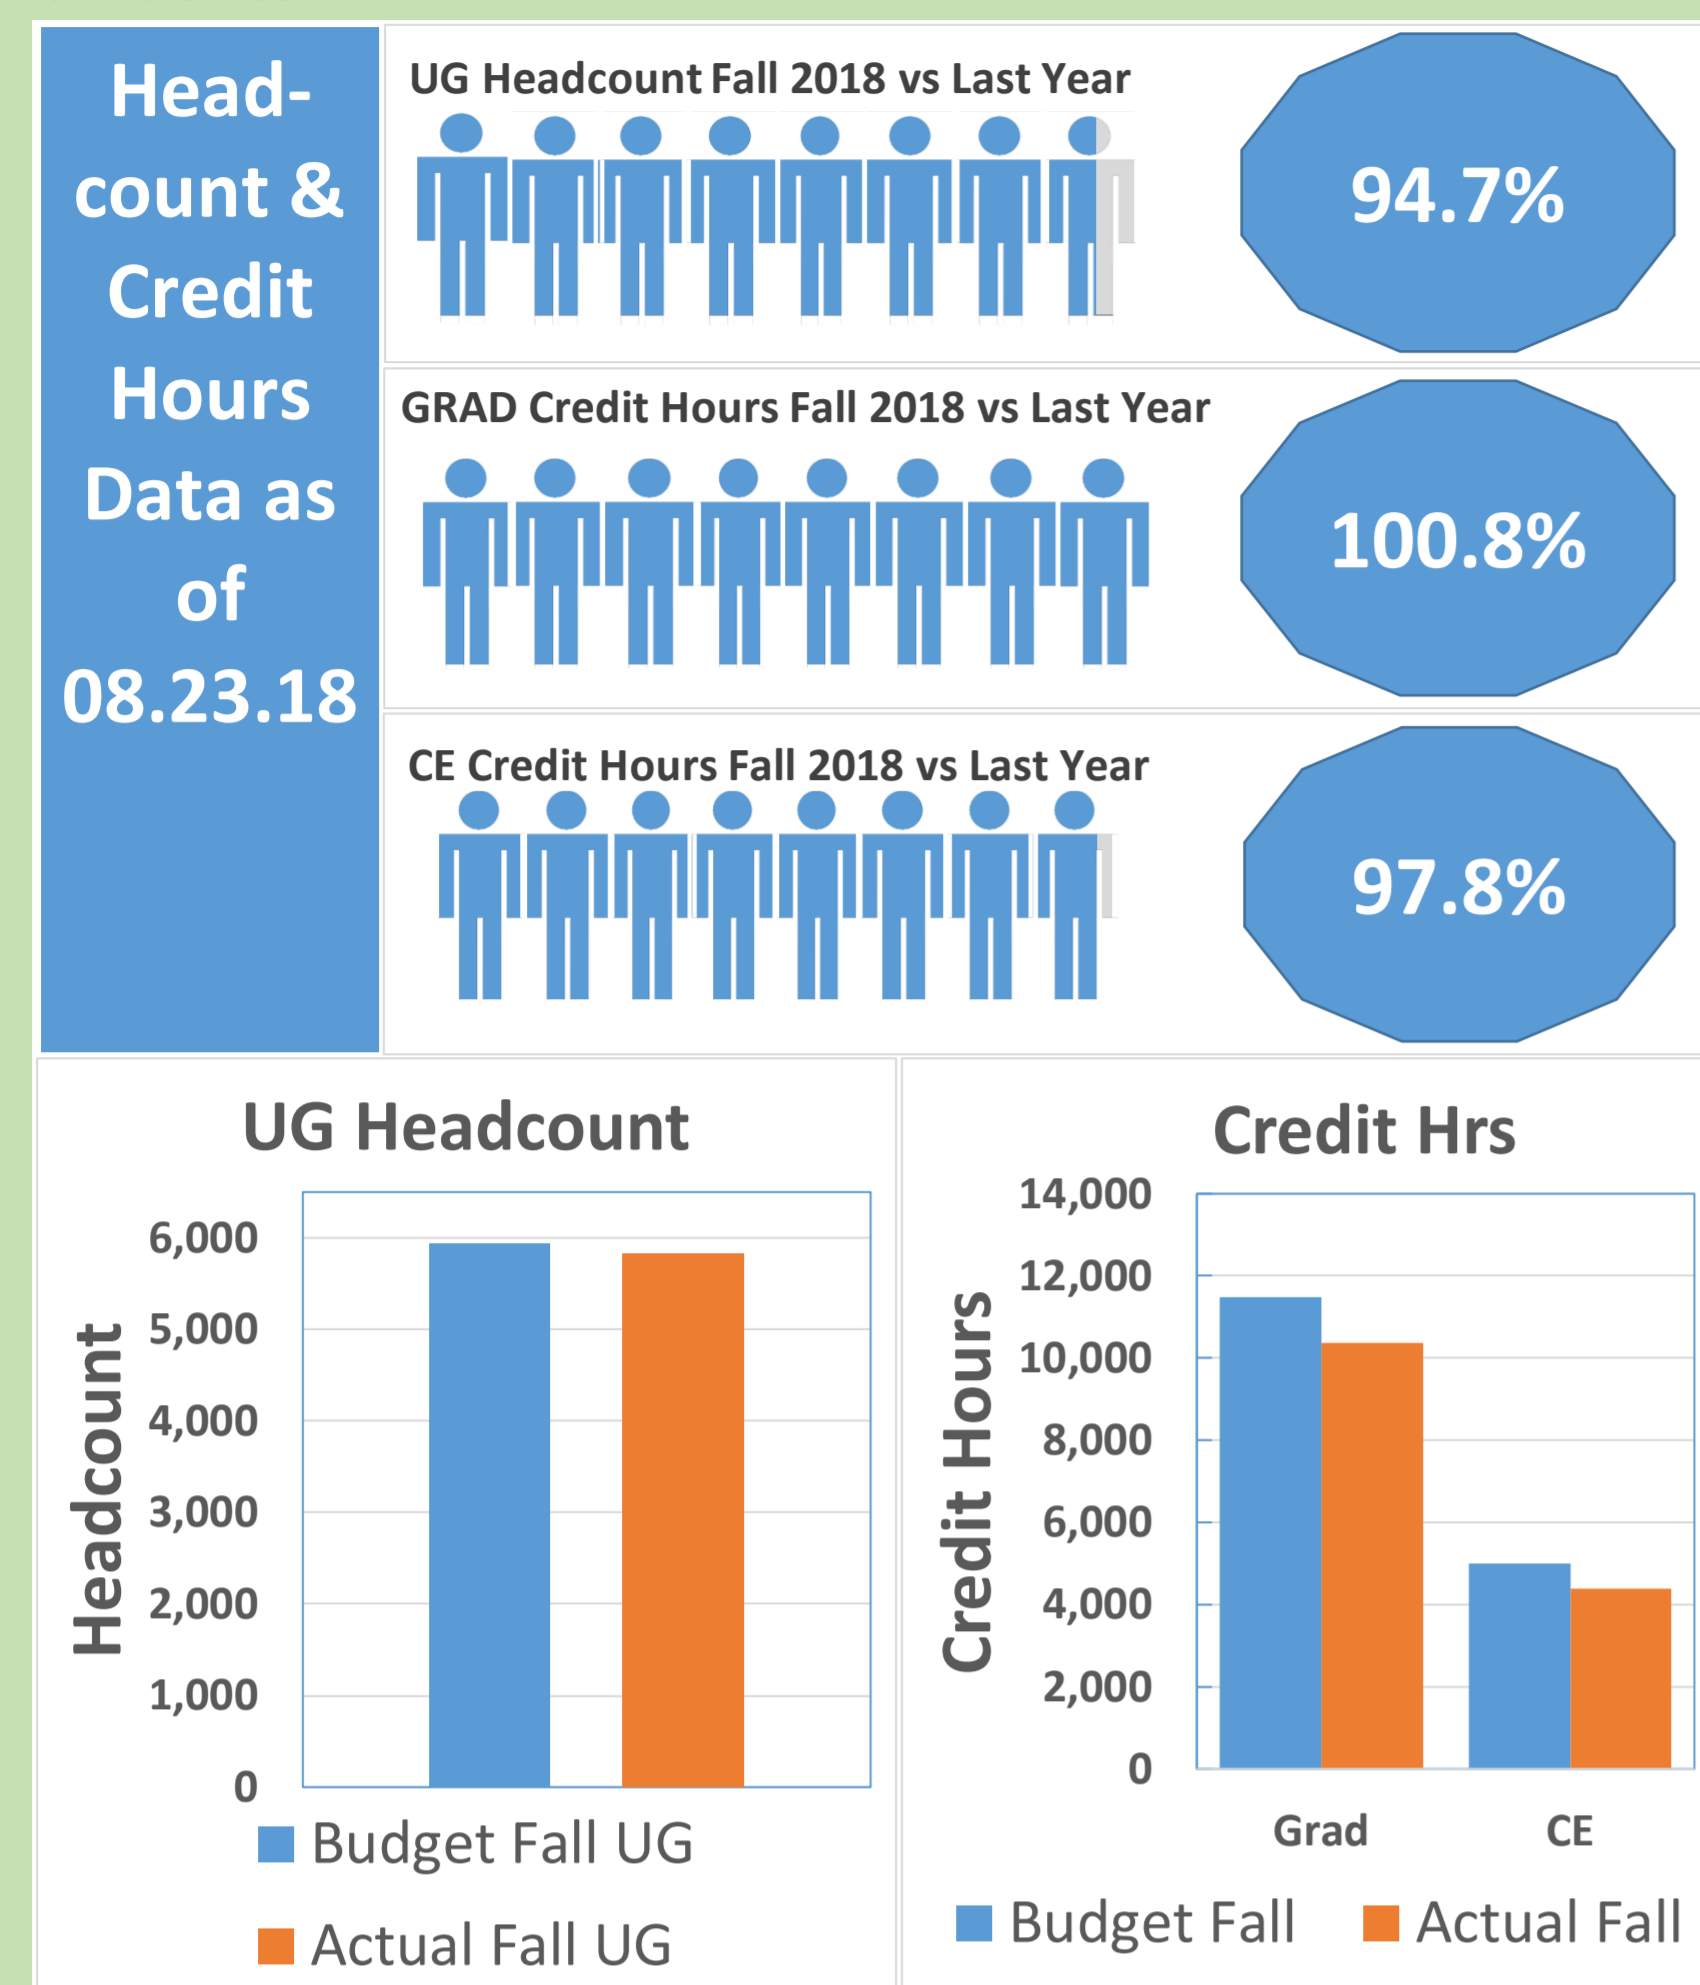 Head-
count &
Credit
Hours
Data as
of
08.23.18
UG Headcount Fall 2018 vs Last Year
94.7%
GRAD Credit Hours Fall 2018 vs Last Year
100.8%
CE Credit Hours Fall 2018 vs Last Year
97.8%
UG Headcount
Headcount
6,000
5,000
4,000
3,000
2,000
1,000
0
Budget Fall UG
Actual Fall UG
Credit Hrs
Credit Hours
14,000
12,000
10,000
8,000
6,000
4,000
2,000
0
Grad CE
Budget Fall Actual Fall